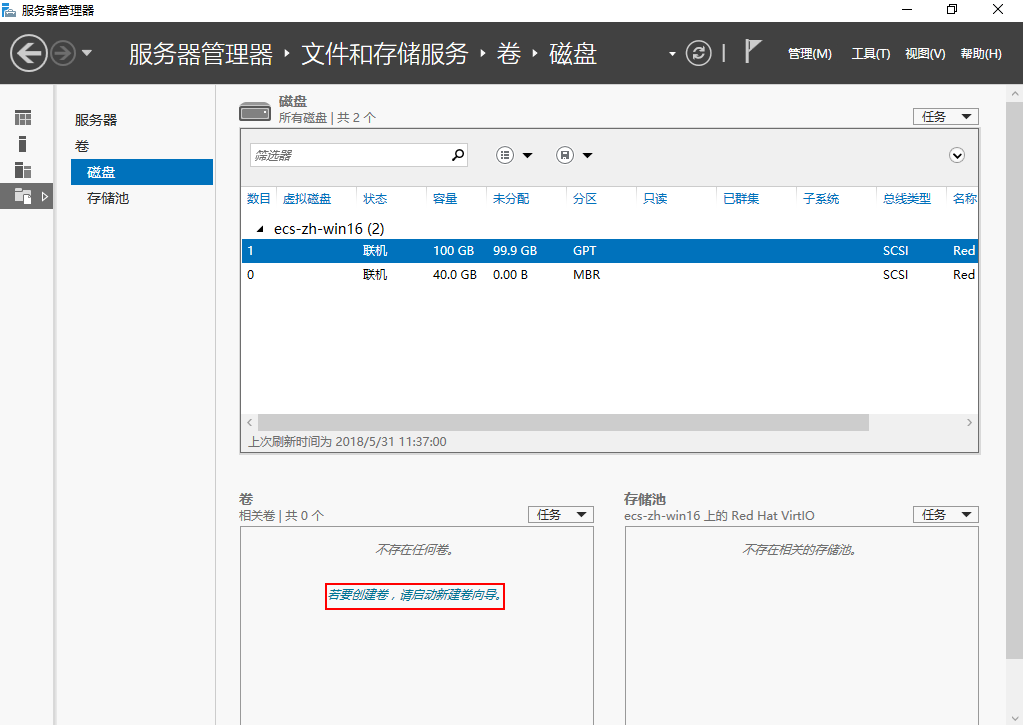 服务器管理器
服务器管理器 ‣ 文件和存储服务 ‣ 卷 ‣ 磁盘
管理(M) 工具(T) 视图(V) 帮助(H)
服务器
卷
磁盘
存储池
磁盘
所有磁盘 | 共 2 个
任务
筛选器
数目 虚拟磁盘 状态 容量 未分配 分区 只读 已群集 子系统 总线类型 名称
ecs-zh-win16 (2)
1 联机 100 GB 99.9 GB GPT SCSI Red
0 联机 40.0 GB 0.00 B MBR SCSI Red
上次刷新时间为 2018/5/31 11:37:00
卷
相关卷 | 共 0 个
任务
不存在任何卷。
若要创建卷，请启动新建卷向导。
存储池
ecs-zh-win16 上的 Red Hat VirtIO
任务
不存在相关的存储池。